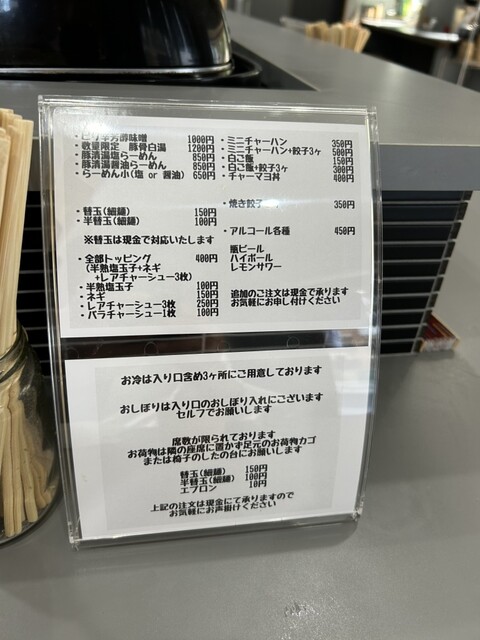 ・ピリ辛芳醇味噌 1000円
・数量限定 豚骨白湯 1200円
・豚清湯塩らーめん 850円
・豚清湯醤油らーめん 850円
・らーめん小(塩 or 醤油) 650円
・替玉(細麺) 150円
・半替玉(細麺) 100円
※替玉は現金で対応いたします
・全部トッピング 400円
(半熟塩玉子+ネギ
+レアチャーシュー3枚)
・半熟塩玉子 100円
・ネギ 150円
・レアチャーシュー3枚 250円
・バラチャーシュー1枚 100円
・ミニチャーハン 350円
・ミニチャーハン+餃子3ヶ 500円
・白ご飯 150円
・白ご飯+餃子3ヶ 300円
・チャーマヨ丼 400円
・焼き餃子 350円
・アルコール各種 450円
瓶ビール
ハイボール
レモンサワー
追加のご注文は現金で承ります
お気軽にお申し付けください
お冷は入り口含め3ヶ所にご用意しております
おしぼりは入り口のおしぼり入れにございます
セルフでお願いします
席数が限られております
お荷物は隣の座席に置かず足元のお荷物カゴ
または椅子のしたの台にお願いします
替玉(細麺) 150円
半替玉(細麺) 100円
エプロン 10円
上記の注文は現金にて承りますので
お気軽にお声掛けください